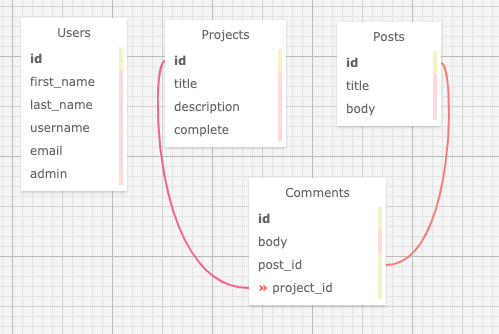 Users
id
first_name
last_name
username
email
admin
Projects
id
title
description
complete
Posts
id
title
body
Comments
id
body
post_id
» project_id